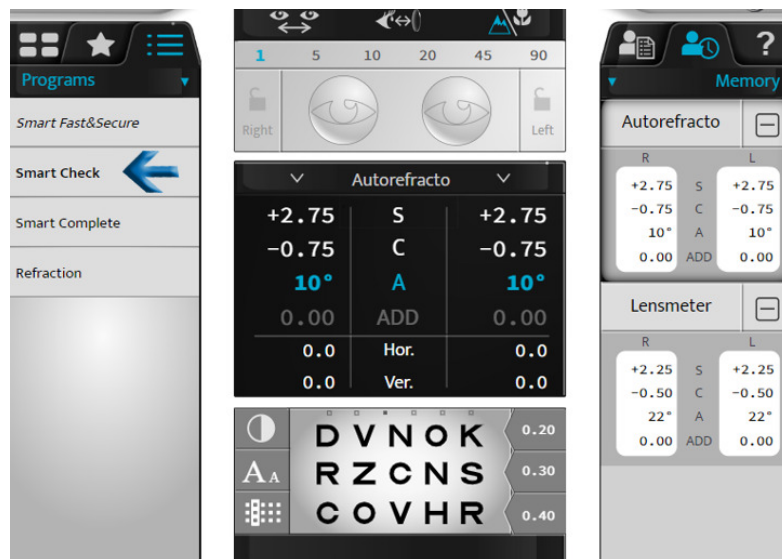 Programs
Smart Fast&Secure
Smart Check
Smart Complete
Refraction
1 5 10 20 45 90
Right Left
Autorefracto
+2.75 S +2.75
-0.75 C -0.75
10° A 10°
0.00 ADD 0.00
0.0 Hor. 0.0
0.0 Ver. 0.0
D V N O K 0.20
A A R Z C N S 0.30
C O V H R 0.40
?
Memory
Autorefracto
R L
+2.75 S +2.75
-0.75 C -0.75
10° A 10°
0.00 ADD 0.00
Lensmeter
R L
+2.25 S +2.25
-0.50 C -0.50
22° A 22°
0.00 ADD 0.00